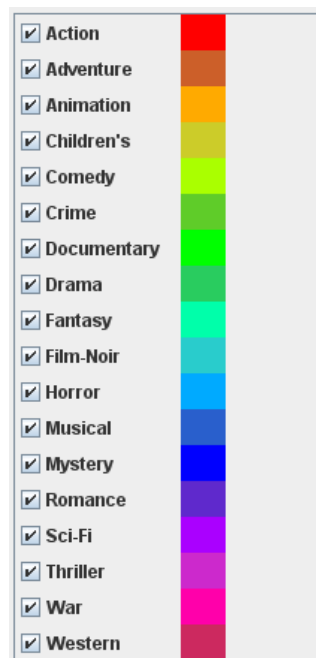 Action
Adventure
Animation
Children's
Comedy
Crime
Documentary
Drama
Fantasy
Film-Noir
Horror
Musical
Mystery
Romance
Sci-Fi
Thriller
War
Western